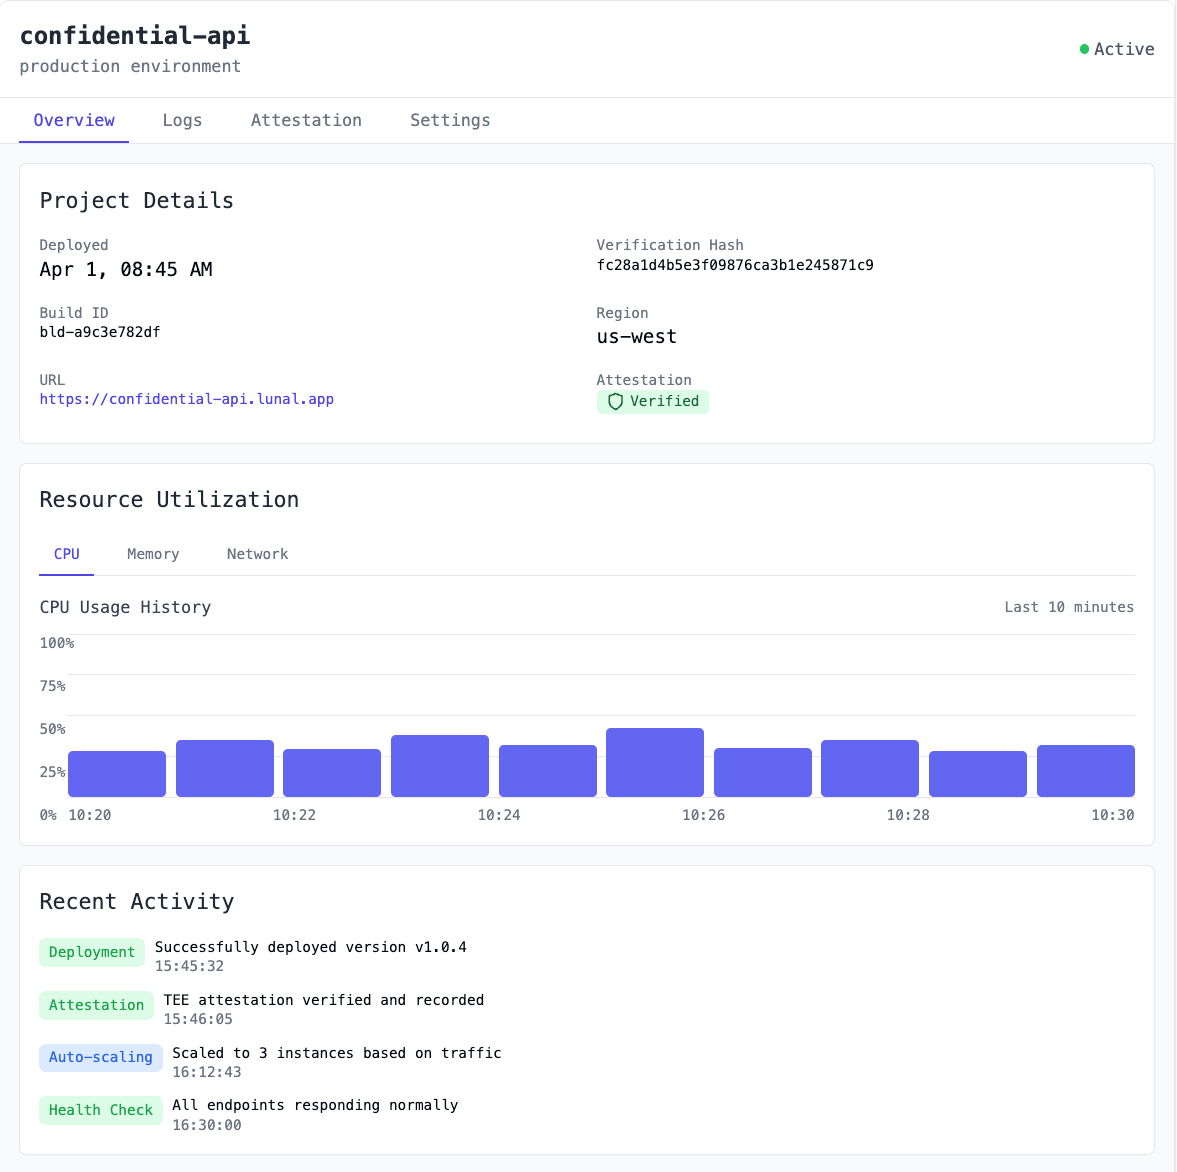 confidential-api
production environment
Active
Overview Logs Attestation Settings
Project Details
Deployed
Apr 1, 08:45 AM
Verification Hash
fc28a1d4b5e3f09876ca3b1e245871c9
Build ID
bld-a9c3e782df
Region
us-west
URL
https://confidential-api.lunal.app
Attestation
Verified
Resource Utilization
CPU Memory Network
CPU Usage History
Last 10 minutes
100%
75%
50%
25%
0%
10:20 10:22 10:24 10:26 10:28 10:30
Recent Activity
Deployment
Successfully deployed version v1.0.4
15:45:32
Attestation
TEE attestation verified and recorded
15:46:05
Auto-scaling
Scaled to 3 instances based on traffic
16:12:43
Health Check
All endpoints responding normally
16:30:00